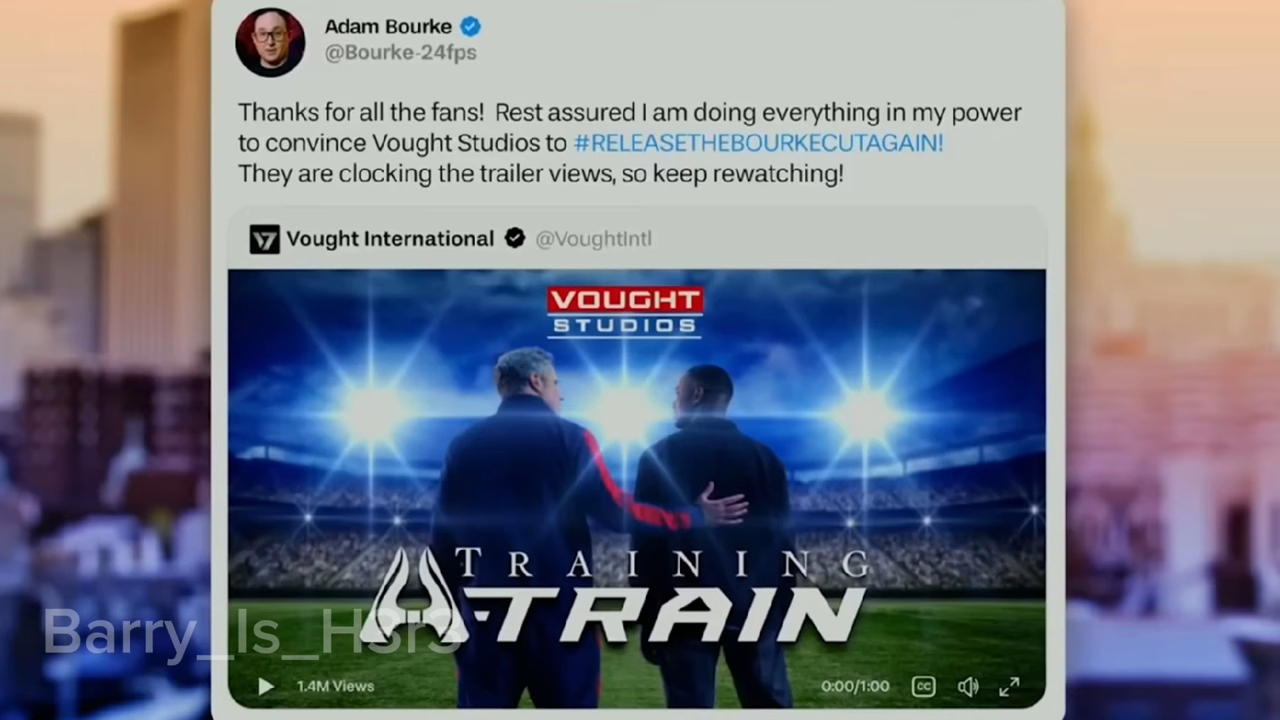 Adam Bourke
@Bourke-24fps
Thanks for all the fans! Rest assured I am doing everything in my power
to convince Vought Studios to #RELEASETHEBOURKECUTAGAIN!
They are clocking the trailer views, so keep rewatching!
Vought International @VoughtIntl
VOUGHT
STUDIOS
TRAINING
A-TRAIN
Barry_Is_H3r3
1.4M Views
0:00/1:00
CC